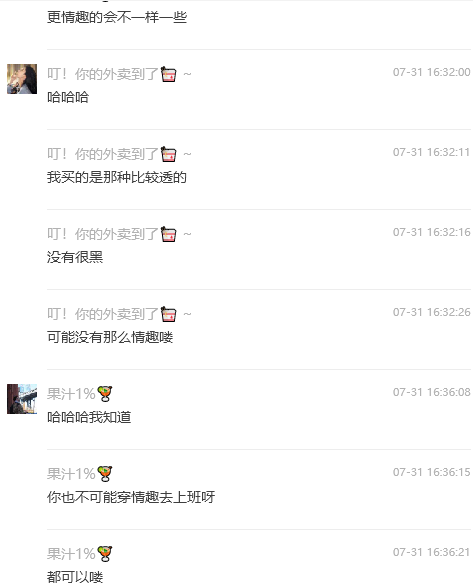 更情趣的会不一样一些
叮！你的外卖到了 ~ 07-31 16:32:00
哈哈哈
叮！你的外卖到了 ~ 07-31 16:32:11
我买的是那种比较透的
叮！你的外卖到了 ~ 07-31 16:32:16
没有很黑
叮！你的外卖到了 ~ 07-31 16:32:26
可能没有那么情趣喽
果汁1% 07-31 16:36:08
哈哈哈我知道
果汁1% 07-31 16:36:15
你也不可能穿情趣去上班呀
果汁1% 07-31 16:36:21
都可以喽